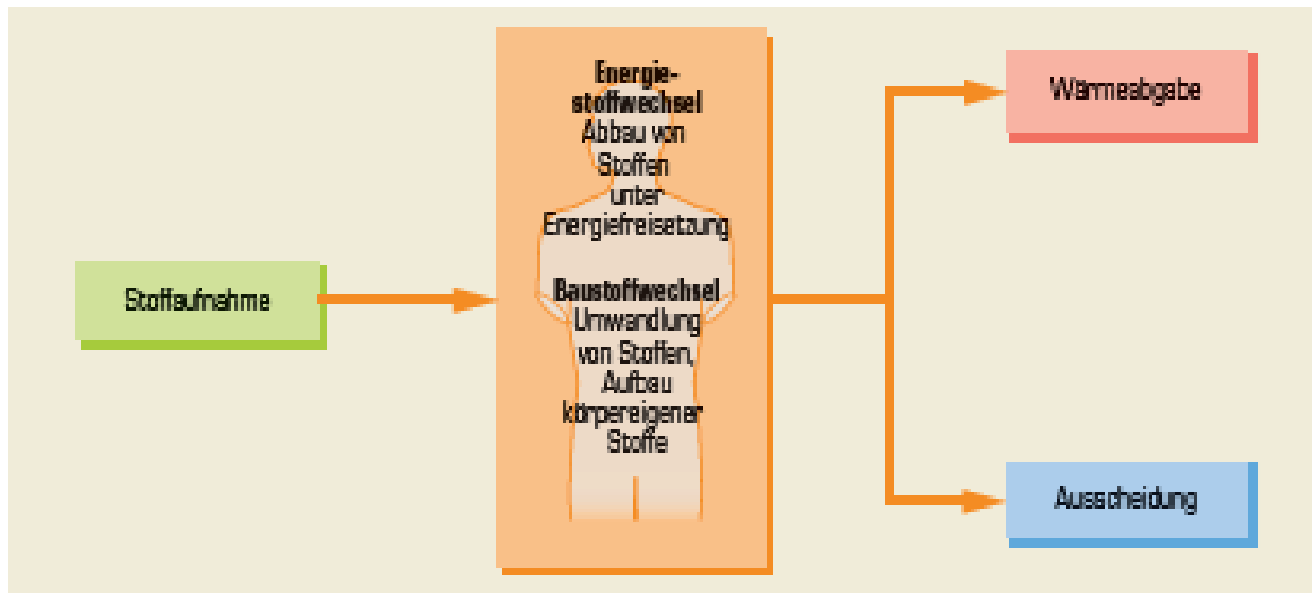 Stoffaufnahme
Energie-
stoffwechsel
Abbau von
Stoffen
unter
Energiefreisetzung
Baustoffwechsel
Umwandlung
von Stoffen,
Aufbau
körpereigener
Stoffe
Wärmeabgabe
Ausscheidung